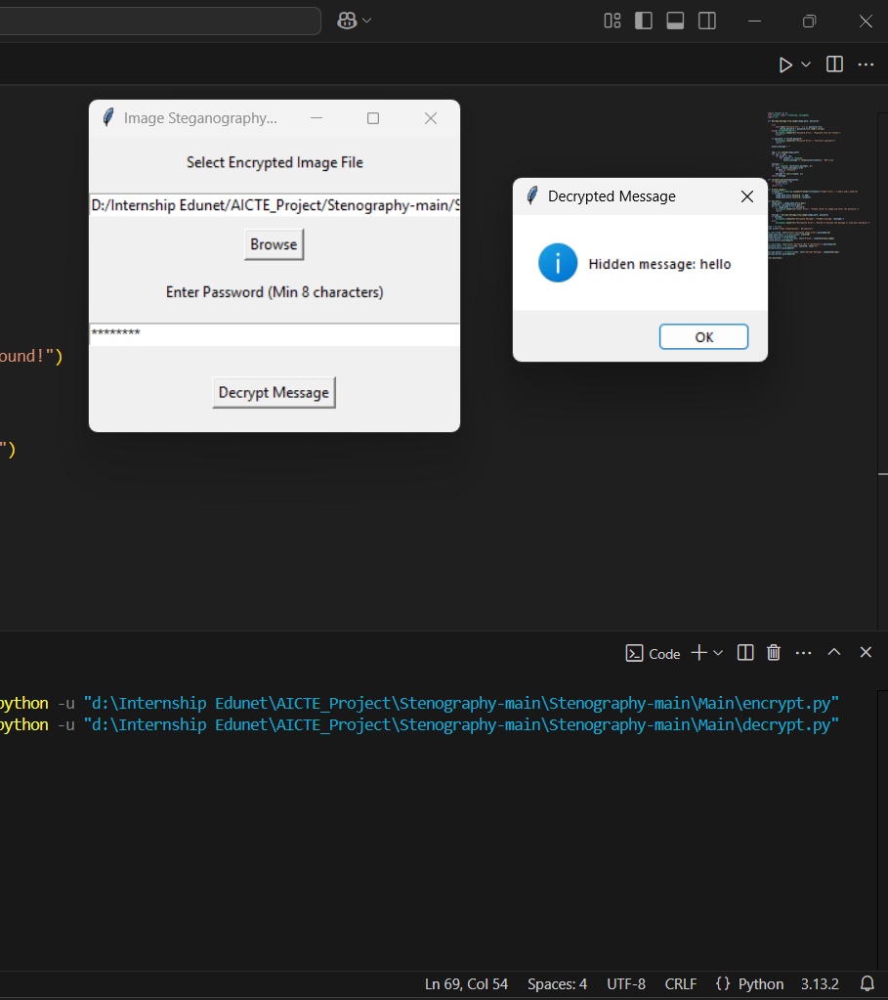 Image Steganography...
Select Encrypted Image File
D:/Internship Edunet/AICTE_Project/Stenography-main/S
Browse
Enter Password (Min 8 characters)
********
Decrypt Message
Decrypted Message
Hidden message: hello
OK
ound!")
")
Code
python -u "d:\Internship Edunet\AICTE_Project\Stenography-main\Stenography-main\Main\encrypt.py"
python -u "d:\Internship Edunet\AICTE_Project\Stenography-main\Stenography-main\Main\decrypt.py"
Ln 69, Col 54 Spaces: 4 UTF-8 CRLF {} Python 3.13.2